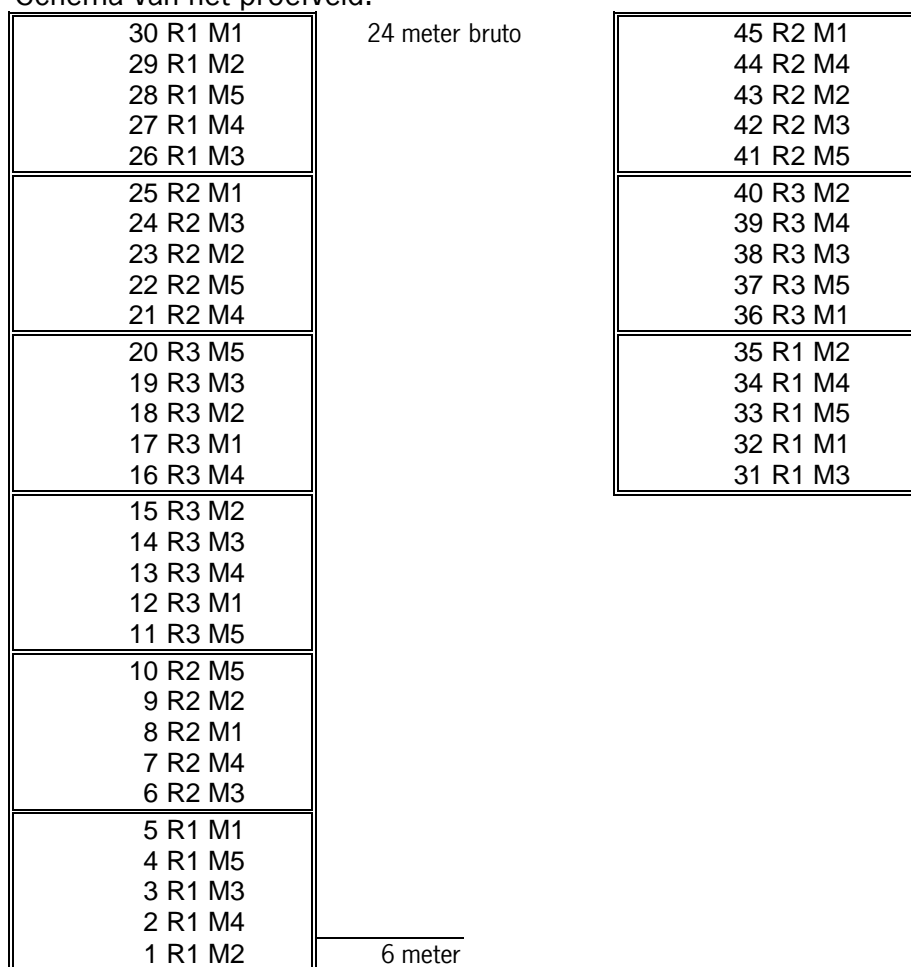 Schema van het proefveld:
30 R1 M1 24 meter bruto
29 R1 M2
28 R1 M5
27 R1 M4
26 R1 M3
25 R2 M1
24 R2 M3
23 R2 M2
22 R2 M5
21 R2 M4
20 R3 M5
19 R3 M3
18 R3 M2
17 R3 M1
16 R3 M4
15 R3 M2
14 R3 M3
13 R3 M4
12 R3 M1
11 R3 M5
10 R2 M5
9 R2 M2
8 R2 M1
7 R2 M4
6 R2 M3
5 R1 M1
4 R1 M5
3 R1 M3
2 R1 M4
1 R1 M2 6 meter
45 R2 M1
44 R2 M4
43 R2 M2
42 R2 M3
41 R2 M5
40 R3 M2
39 R3 M4
38 R3 M3
37 R3 M5
36 R3 M1
35 R1 M2
34 R1 M4
33 R1 M5
32 R1 M1
31 R1 M3